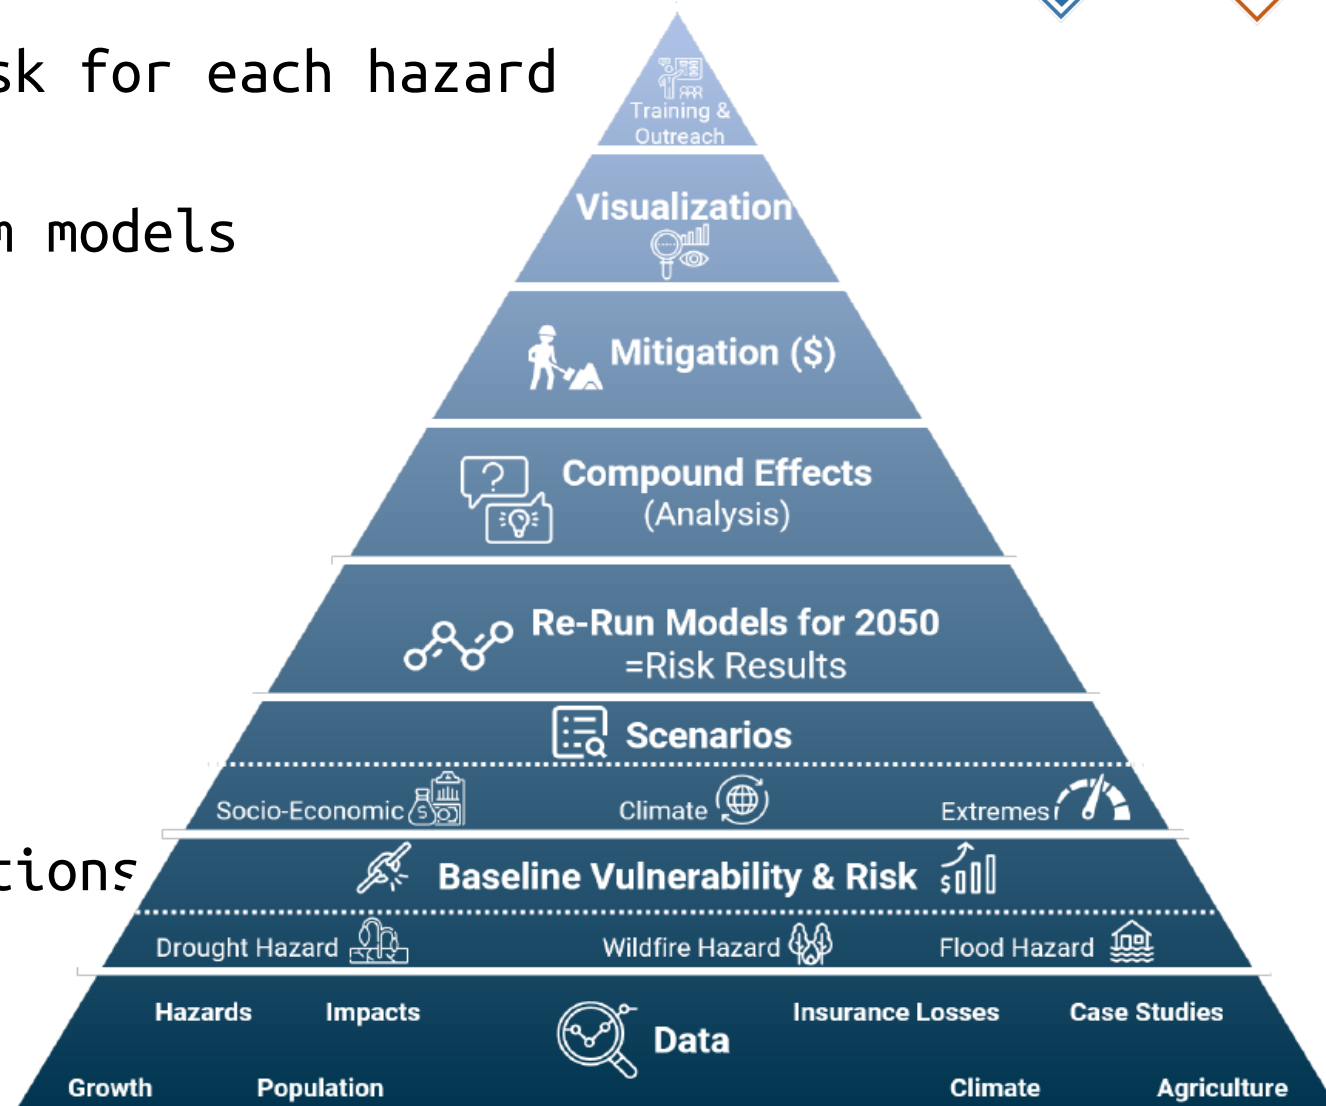 sk for each hazard
m models
tions
Training &
Outreach
Visualization
Mitigation ($)
?
Compound Effects
(Analysis)
Re-Run Models for 2050
=Risk Results
Scenarios
Socio-Economic $ Climate Extremes
Baseline Vulnerability & Risk $
Drought Hazard Wildfire Hazard Flood Hazard
Hazards Impacts Insurance Losses Case Studies
Data
Growth Population Climate Agriculture